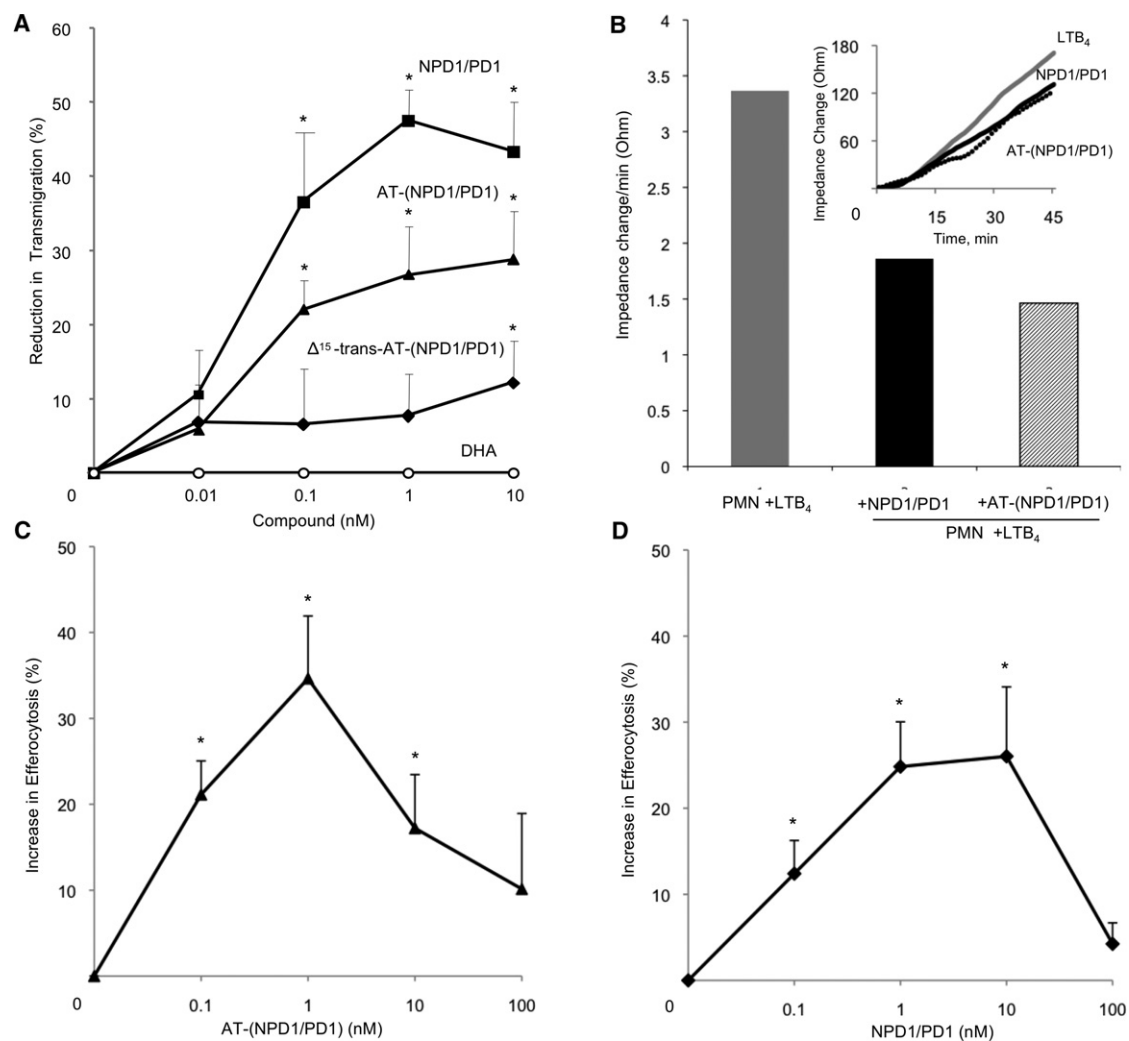 A
60
50
40
30
20
10
0
0.01
0.1
1
10
Reduction in Transmigration (%)
Compound (nM)
NPD1/PD1
*
*
*
AT-(NPD1/PD1)
*
*
*
Δ¹⁵-trans-AT-(NPD1/PD1)
*
DHA
B
4
3.5
3
2.5
2
1.5
1
0.5
0
Impedance change/min (Ohm)
180
120
60
0
15
30
45
Impedance Change (Ohm)
Time, min
LTB₄
NPD1/PD1
AT-(NPD1/PD1)
PMN +LTB₄
+NPD1/PD1
+AT-(NPD1/PD1)
PMN +LTB₄
C
50
40
30
20
10
0
0.1
1
10
100
Increase in Efferocytosis (%)
AT-(NPD1/PD1) (nM)
*
*
*
D
50
40
30
20
10
0
0.1
1
10
100
Increase in Efferocytosis (%)
NPD1/PD1 (nM)
*
*
*